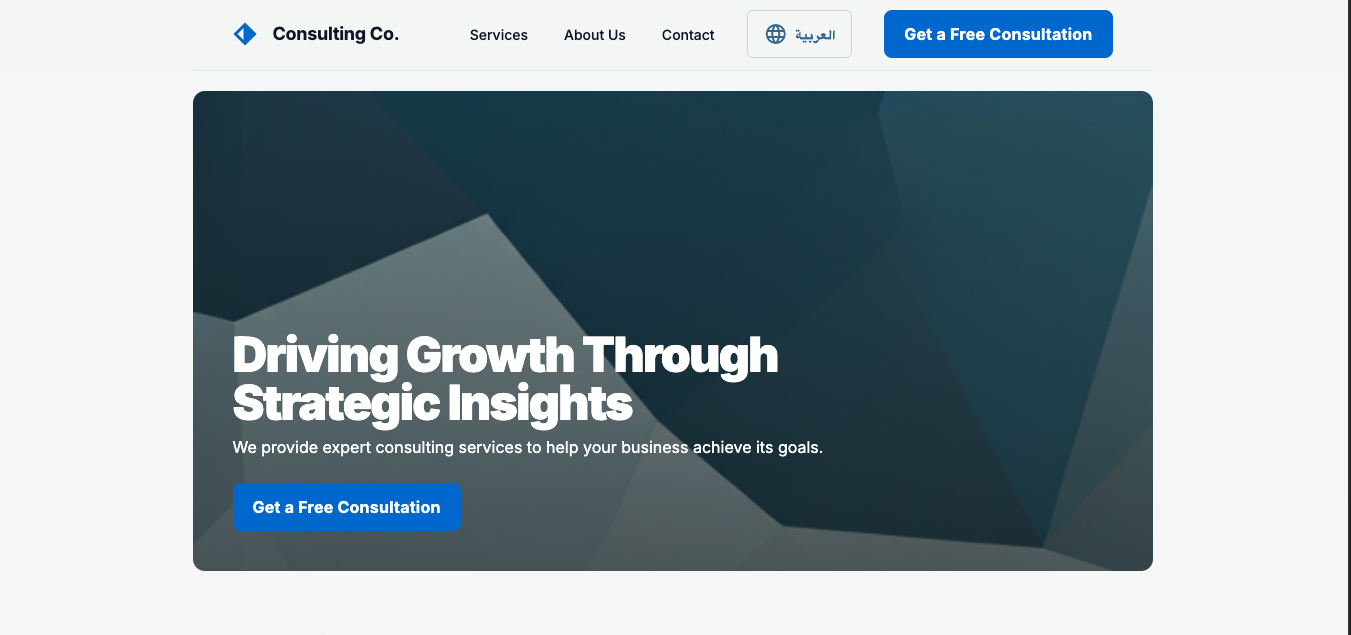 Consulting Co.
Services
About Us
Contact
العربية
Get a Free Consultation
Driving Growth Through
Strategic Insights
We provide expert consulting services to help your business achieve its goals.
Get a Free Consultation